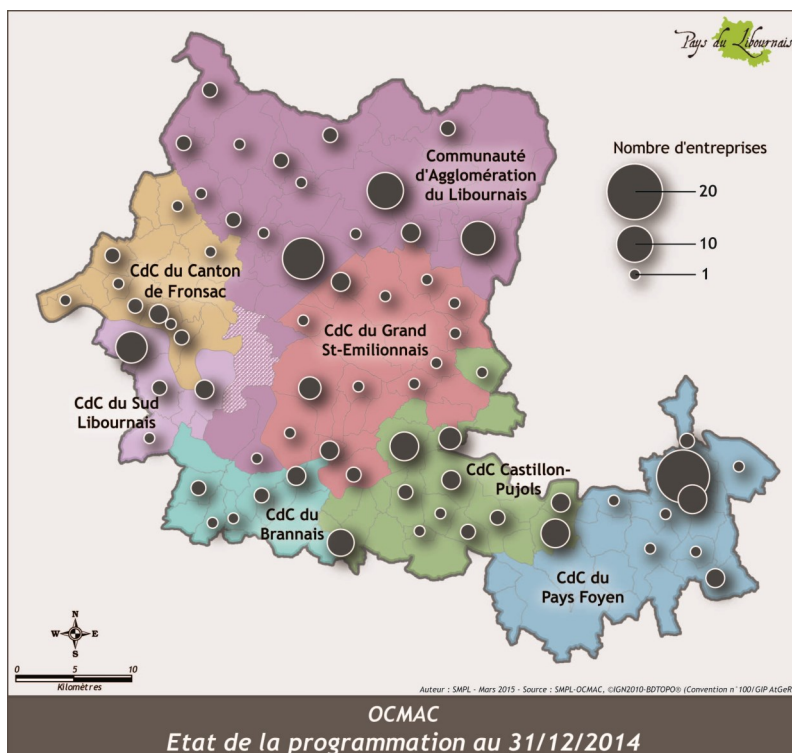 Pays du Libournais
Nombre d'entreprises
20
10
1
Communauté
d'Agglomération
du Libournais
CdC du Canton
de Fronsac
CdC du Grand
St-Emilionnais
CdC du Sud
Libournais
CdC Castillon-
Pujols
CdC du
Brannais
CdC du
Pays Foyen
N
W E
S
0 5 10
Kilomètres
Auteur : SMPL - Mars 2015 - Source : SMPL-OCMAC, ©IGN2010-BDTOPO® (Convention n°100/GIP AtGeR
OCMAC
Etat de la programmation au 31/12/2014